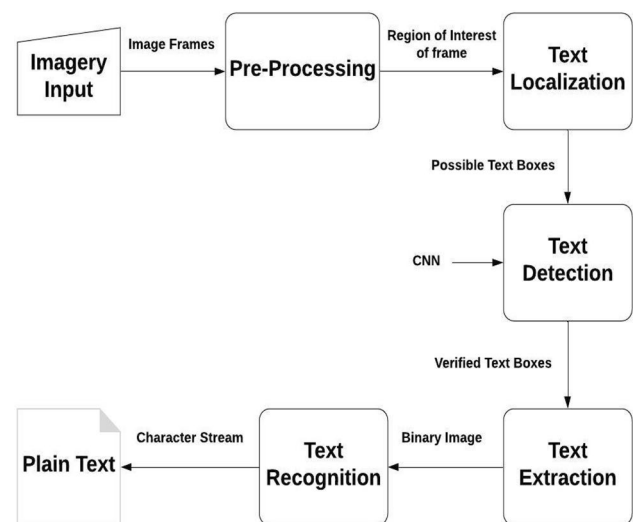 Imagery
Input
Image Frames
Pre-Processing
Region of Interest
of frame
Text
Localization
Possible Text Boxes
CNN
Text
Detection
Verified Text Boxes
Text
Extraction
Binary Image
Text
Recognition
Character Stream
Plain Text